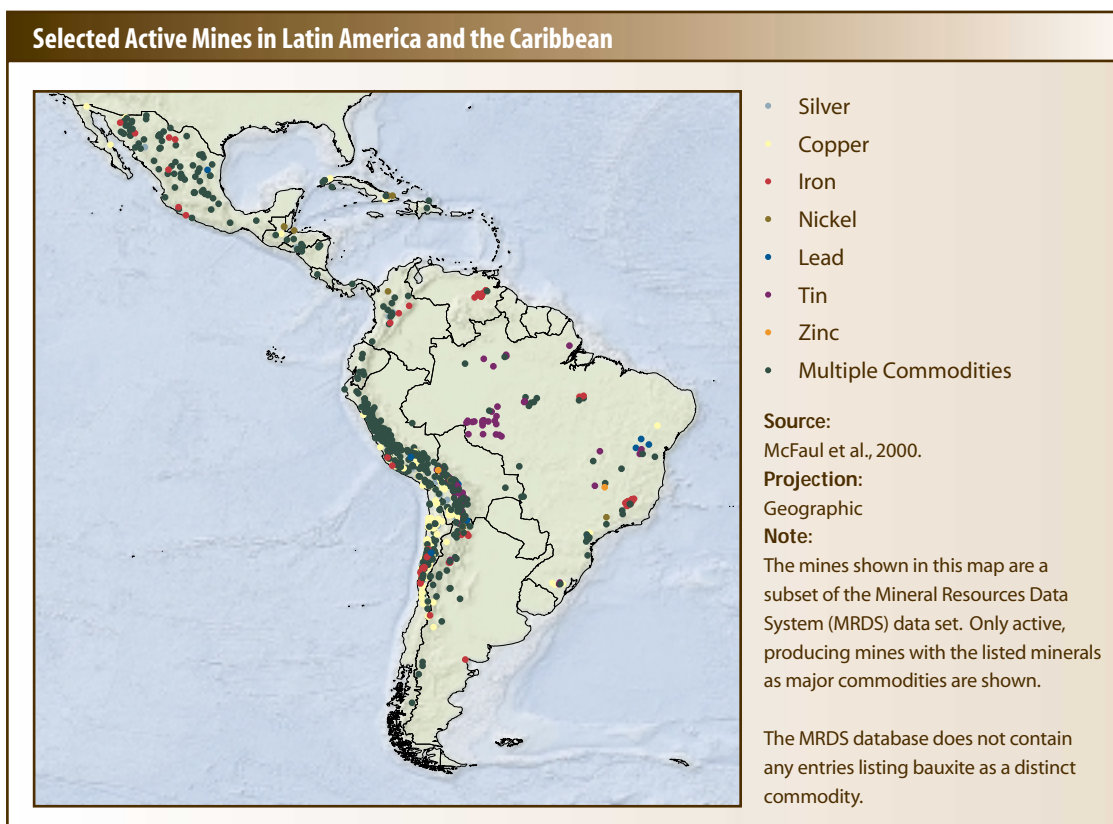 Selected Active Mines in Latin America and the Caribbean
Silver
Copper
Iron
Nickel
Lead
Tin
Zinc
Multiple Commodities
Source:
McFaul et al., 2000.
Projection:
Geographic
Note:
The mines shown in this map are a
subset of the Mineral Resources Data
System (MRDS) data set. Only active,
producing mines with the listed minerals
as major commodities are shown.
The MRDS database does not contain
any entries listing bauxite as a distinct
commodity.